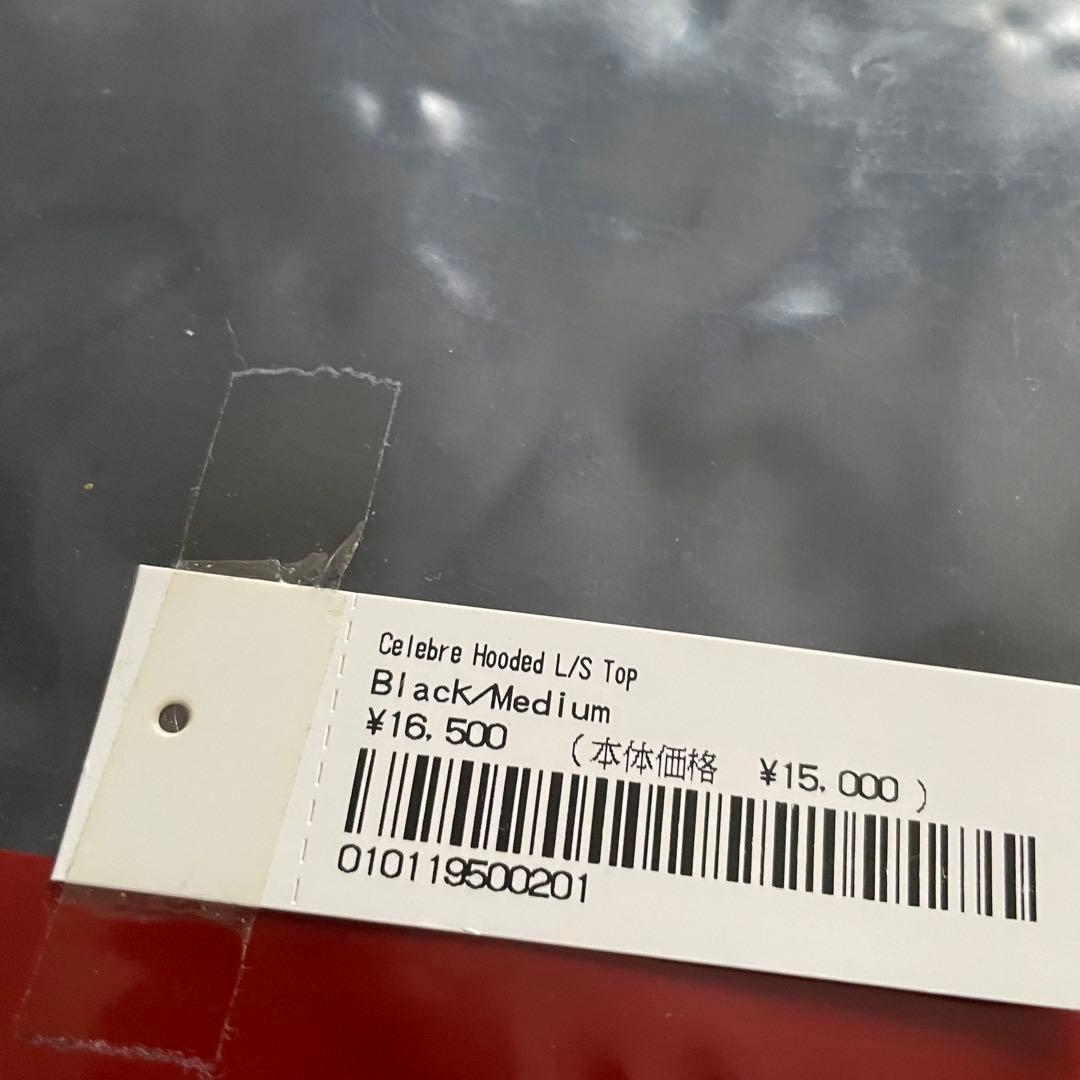 Celebre Hooded L/S Top
Black/Medium
¥16,500 (本体価格 ¥15,000)
010119500201